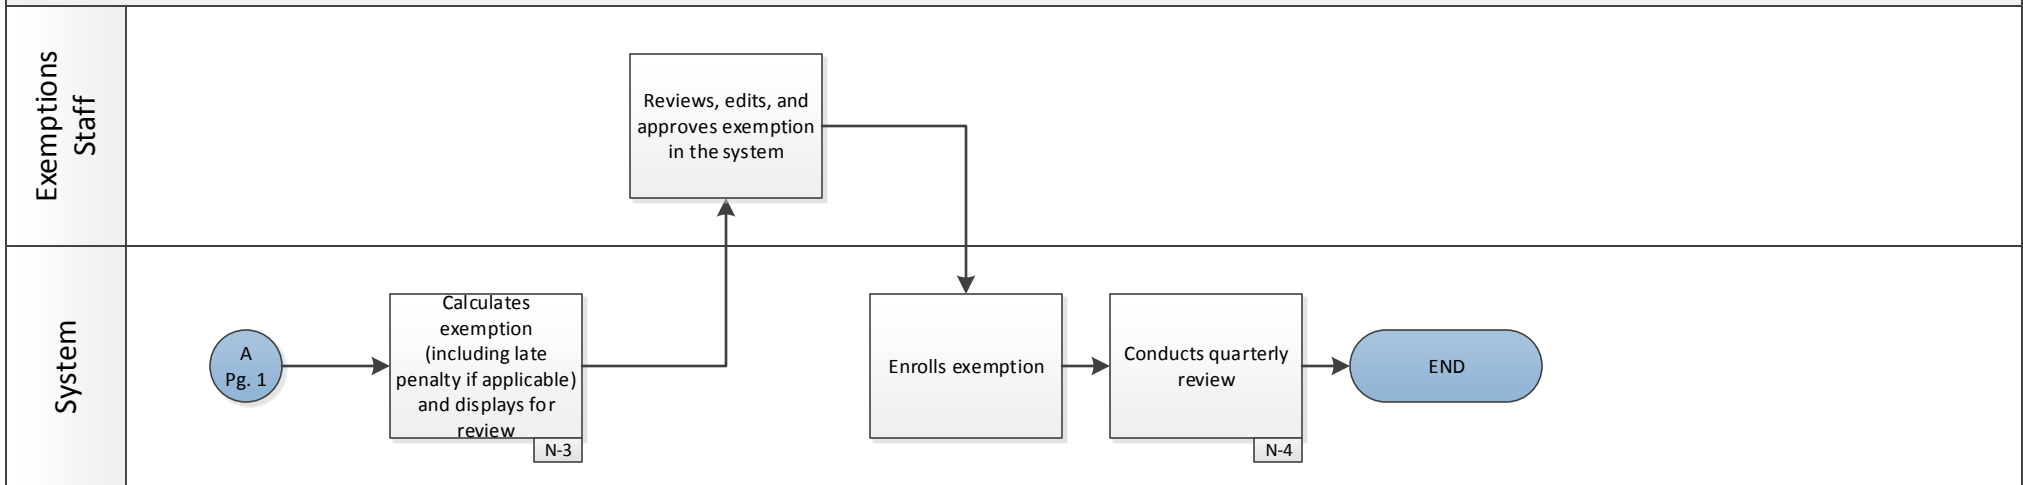 Exemptions
Staff
Reviews, edits, and
approves exemption
in the system
System
A
Pg. 1
Calculates
exemption
(including late
penalty if applicable)
and displays for
review
N-3
Enrolls exemption
Conducts quarterly
review
N-4
END